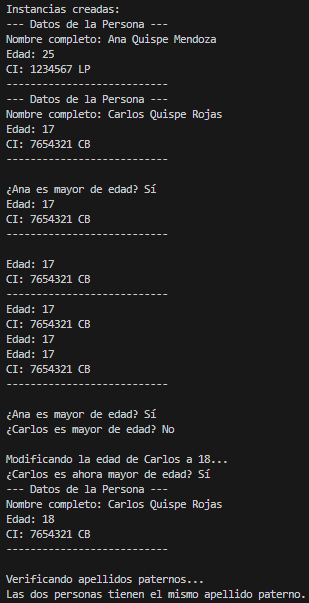 Instancias creadas:
--- Datos de la Persona ---
Nombre completo: Ana Quispe Mendoza
Edad: 25
CI: 1234567 LP
---------------------------
--- Datos de la Persona ---
Nombre completo: Carlos Quispe Rojas
Edad: 17
CI: 7654321 CB
---------------------------
¿Ana es mayor de edad? Sí
Edad: 17
CI: 7654321 CB
---------------------------
Edad: 17
CI: 7654321 CB
---------------------------
Edad: 17
CI: 7654321 CB
Edad: 17
Edad: 17
CI: 7654321 CB
---------------------------
¿Ana es mayor de edad? Sí
¿Carlos es mayor de edad? No
Modificando la edad de Carlos a 18...
¿Carlos es ahora mayor de edad? Sí
--- Datos de la Persona ---
Nombre completo: Carlos Quispe Rojas
Edad: 18
CI: 7654321 CB
---------------------------
Verificando apellidos paternos...
Las dos personas tienen el mismo apellido paterno.